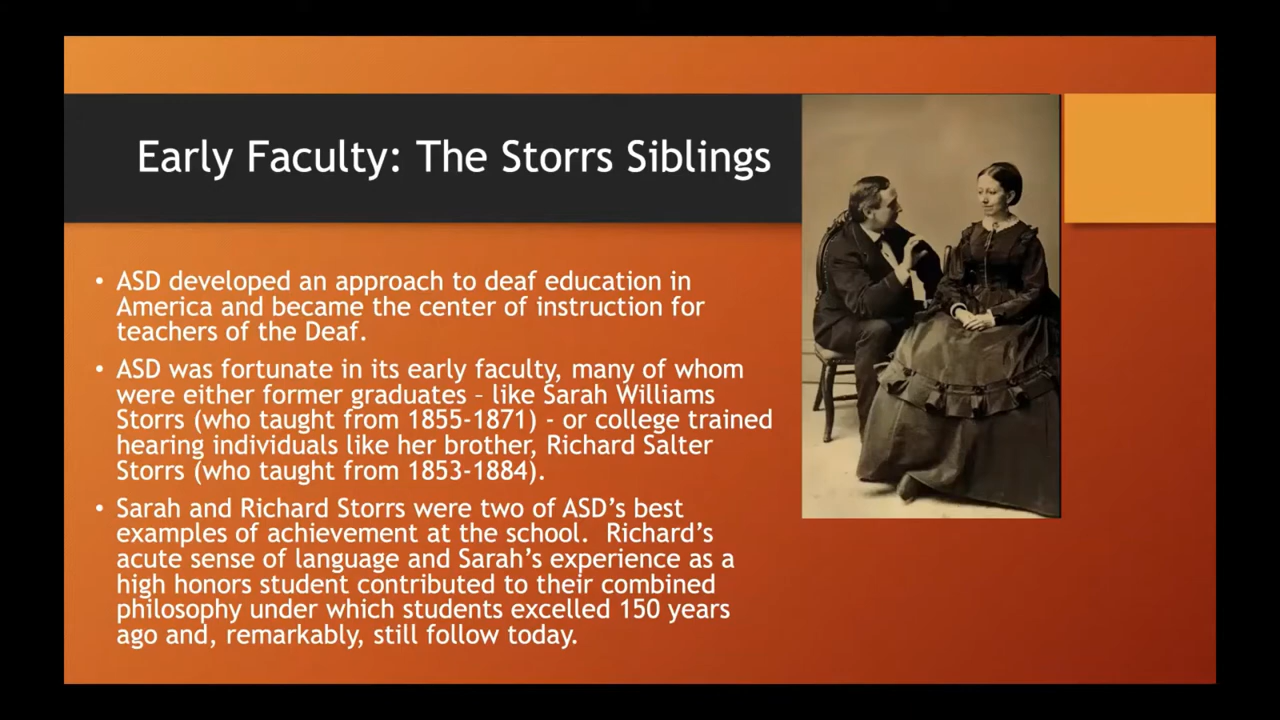 Early Faculty: The Storrs Siblings
• ASD developed an approach to deaf education in
America and became the center of instruction for
teachers of the Deaf.
• ASD was fortunate in its early faculty, many of whom
were either former graduates – like Sarah Williams
Storrs (who taught from 1855-1871) - or college trained
hearing individuals like her brother, Richard Salter
Storrs (who taught from 1853-1884).
• Sarah and Richard Storrs were two of ASD’s best
examples of achievement at the school.  Richard’s
acute sense of language and Sarah’s experience as a
high honors student contributed to their combined
philosophy under which students excelled 150 years
ago and, remarkably, still follow today.